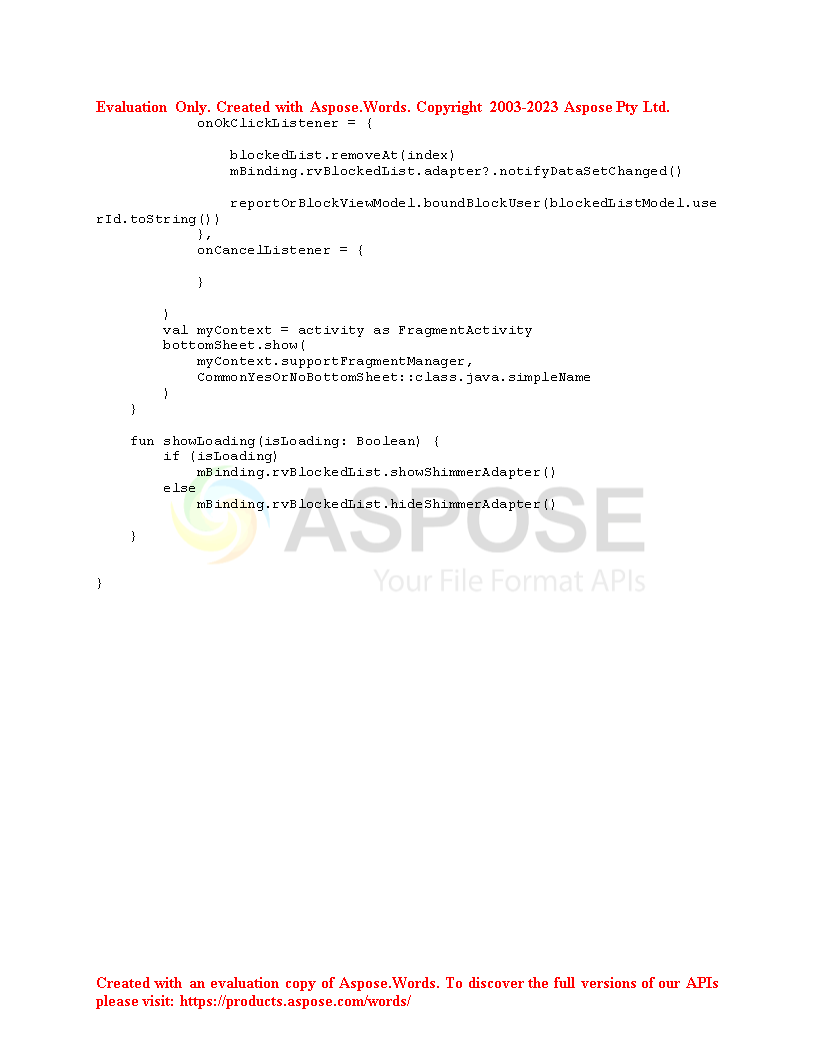 Evaluation Only. Created with Aspose.Words. Copyright 2003-2023 Aspose Pty Ltd.
            onOkClickListener = {

                blockedList.removeAt(index)
                mBinding.rvBlockedList.adapter?.notifyDataSetChanged()

                reportOrBlockViewModel.boundBlockUser(blockedListModel.use
rId.toString())
            },
            onCancelListener = {

            }

        )
        val myContext = activity as FragmentActivity
        bottomSheet.show(
            myContext.supportFragmentManager,
            CommonYesOrNoBottomSheet::class.java.simpleName
        )
    }

    fun showLoading(isLoading: Boolean) {
        if (isLoading)
            mBinding.rvBlockedList.showShimmerAdapter()
        else
            mBinding.rvBlockedList.hideShimmerAdapter()

    }


}
ASPOSE
Your File Format APIs
Created with an evaluation copy of Aspose.Words. To discover the full versions of our APIs
please visit: https://products.aspose.com/words/